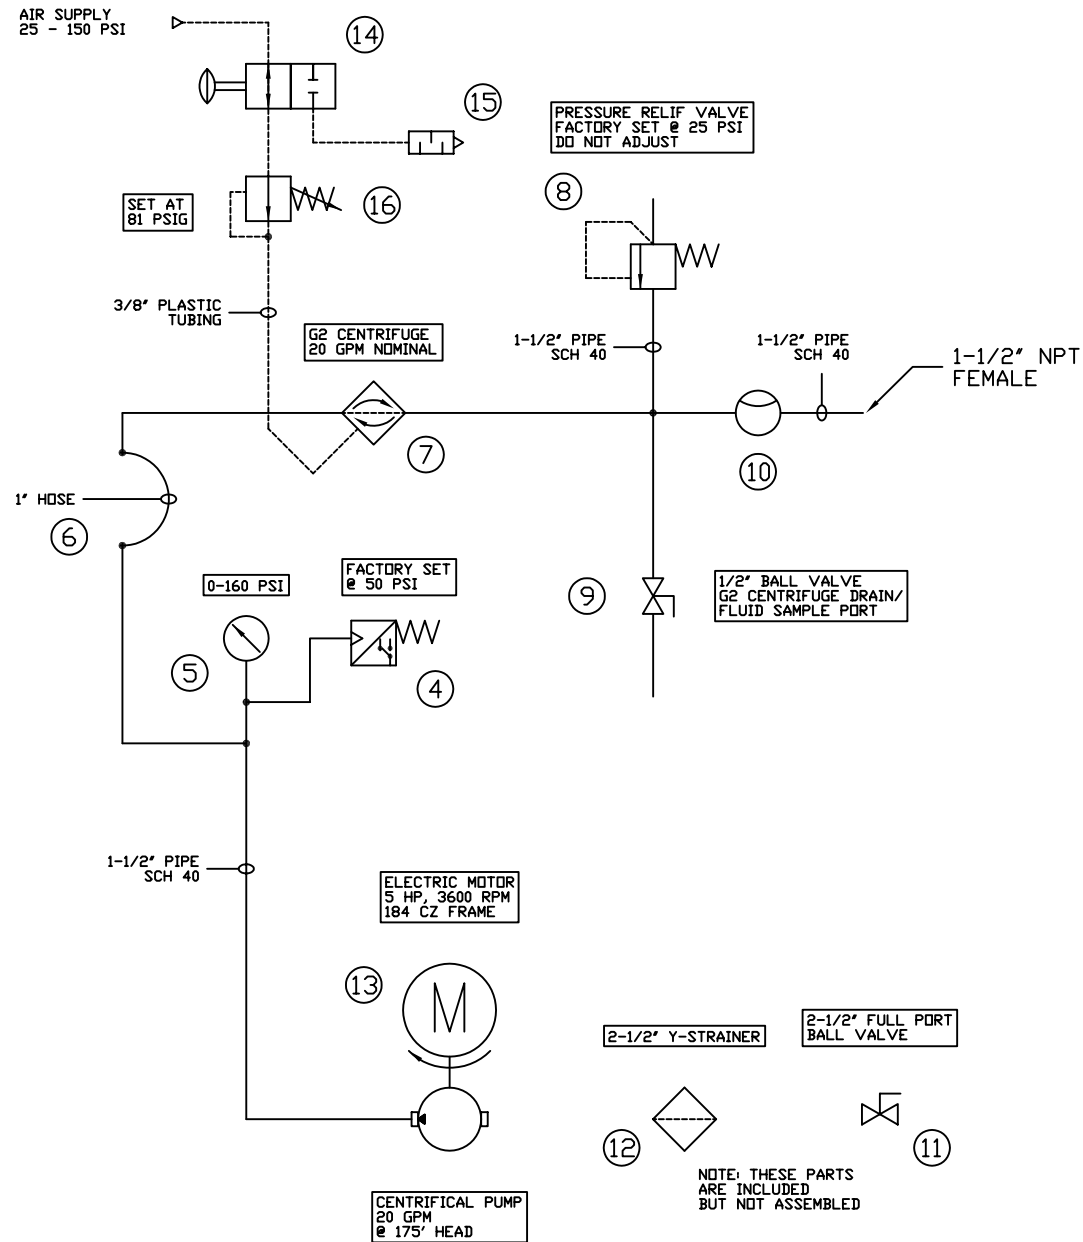 AIR SUPPLY
25 - 150 PSI
14
15
PRESSURE RELIF VALVE
FACTORY SET @ 25 PSI
DO NOT ADJUST
8
SET AT
81 PSIG
16
3/8" PLASTIC
TUBING
G2 CENTRIFUGE
20 GPM NOMINAL
1-1/2" PIPE
SCH 40
1-1/2" PIPE
SCH 40
1-1/2" NPT
FEMALE
7
10
1" HOSE
6
0-160 PSI
FACTORY SET
@ 50 PSI
9
1/2" BALL VALVE
G2 CENTRIFUGE DRAIN/
FLUID SAMPLE PORT
5
4
1-1/2" PIPE
SCH 40
ELECTRIC MOTOR
5 HP, 3600 RPM
184 CZ FRAME
13
M
2-1/2" Y-STRAINER
2-1/2" FULL PORT
BALL VALVE
12
11
NOTE: THESE PARTS
ARE INCLUDED
BUT NOT ASSEMBLED
CENTRIFICAL PUMP
20 GPM
@ 175' HEAD